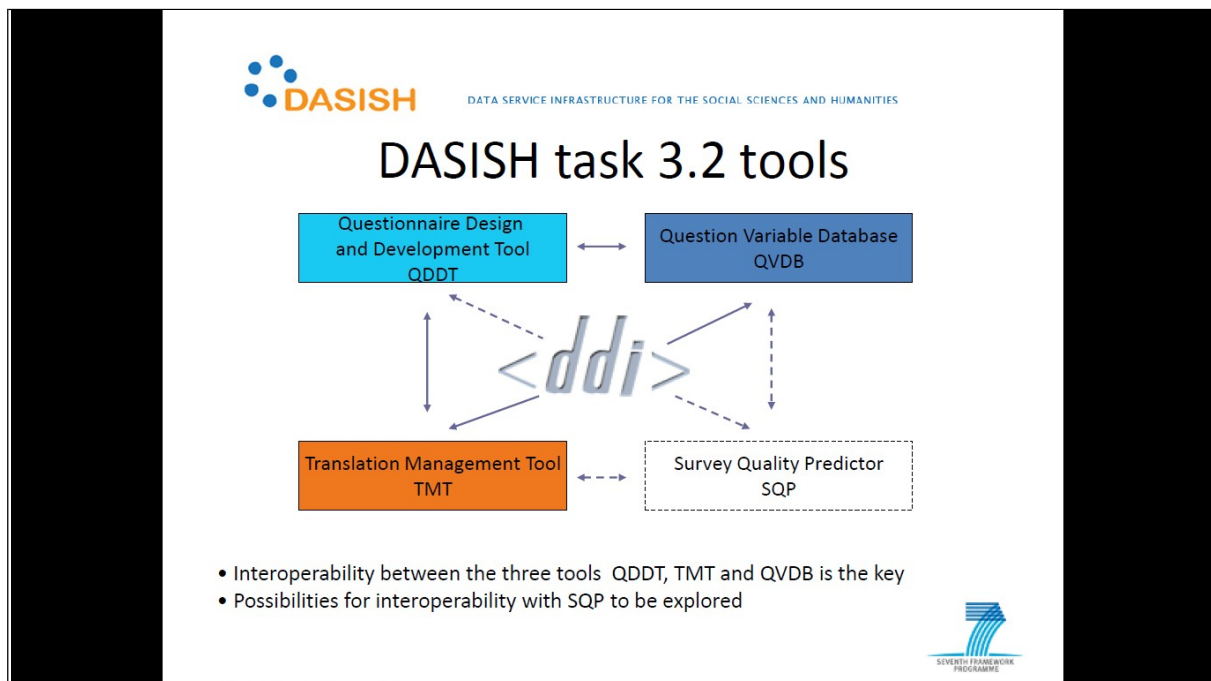 DASISH
DATA SERVICE INFRASTRUCTURE FOR THE SOCIAL SCIENCES AND HUMANITIES
DASISH task 3.2 tools
Questionnaire Design
and Development Tool
QDDT
Question Variable Database
QVDB
<ddi>
Translation Management Tool
TMT
Survey Quality Predictor
SQP
• Interoperability between the three tools QDDT, TMT and QVDB is the key
• Possibilities for interoperability with SQP to be explored
7
SEVENTH FRAMEWORK
PROGRAMME